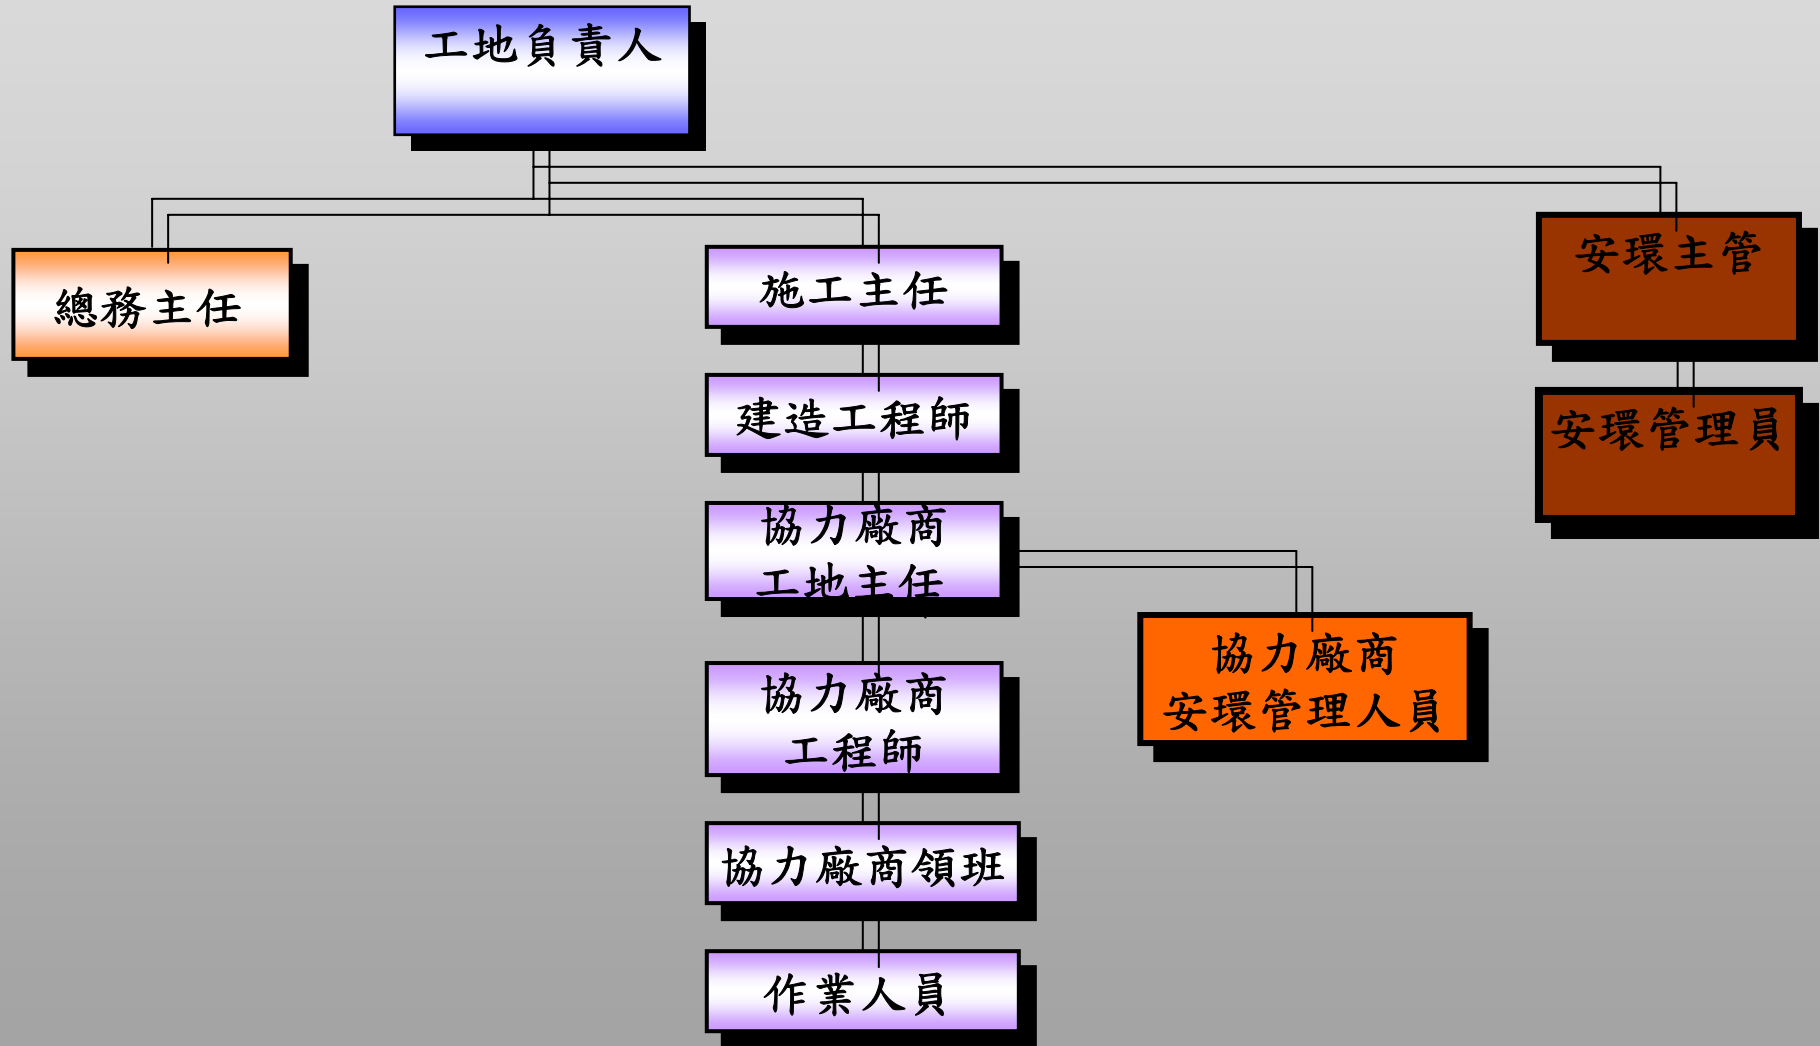 工地負責人
總務主任
施工主任
安環主管
建造工程師
安環管理員
協力廠商
工地主任
協力廠商
安環管理人員
協力廠商
工程師
協力廠商領班
作業人員